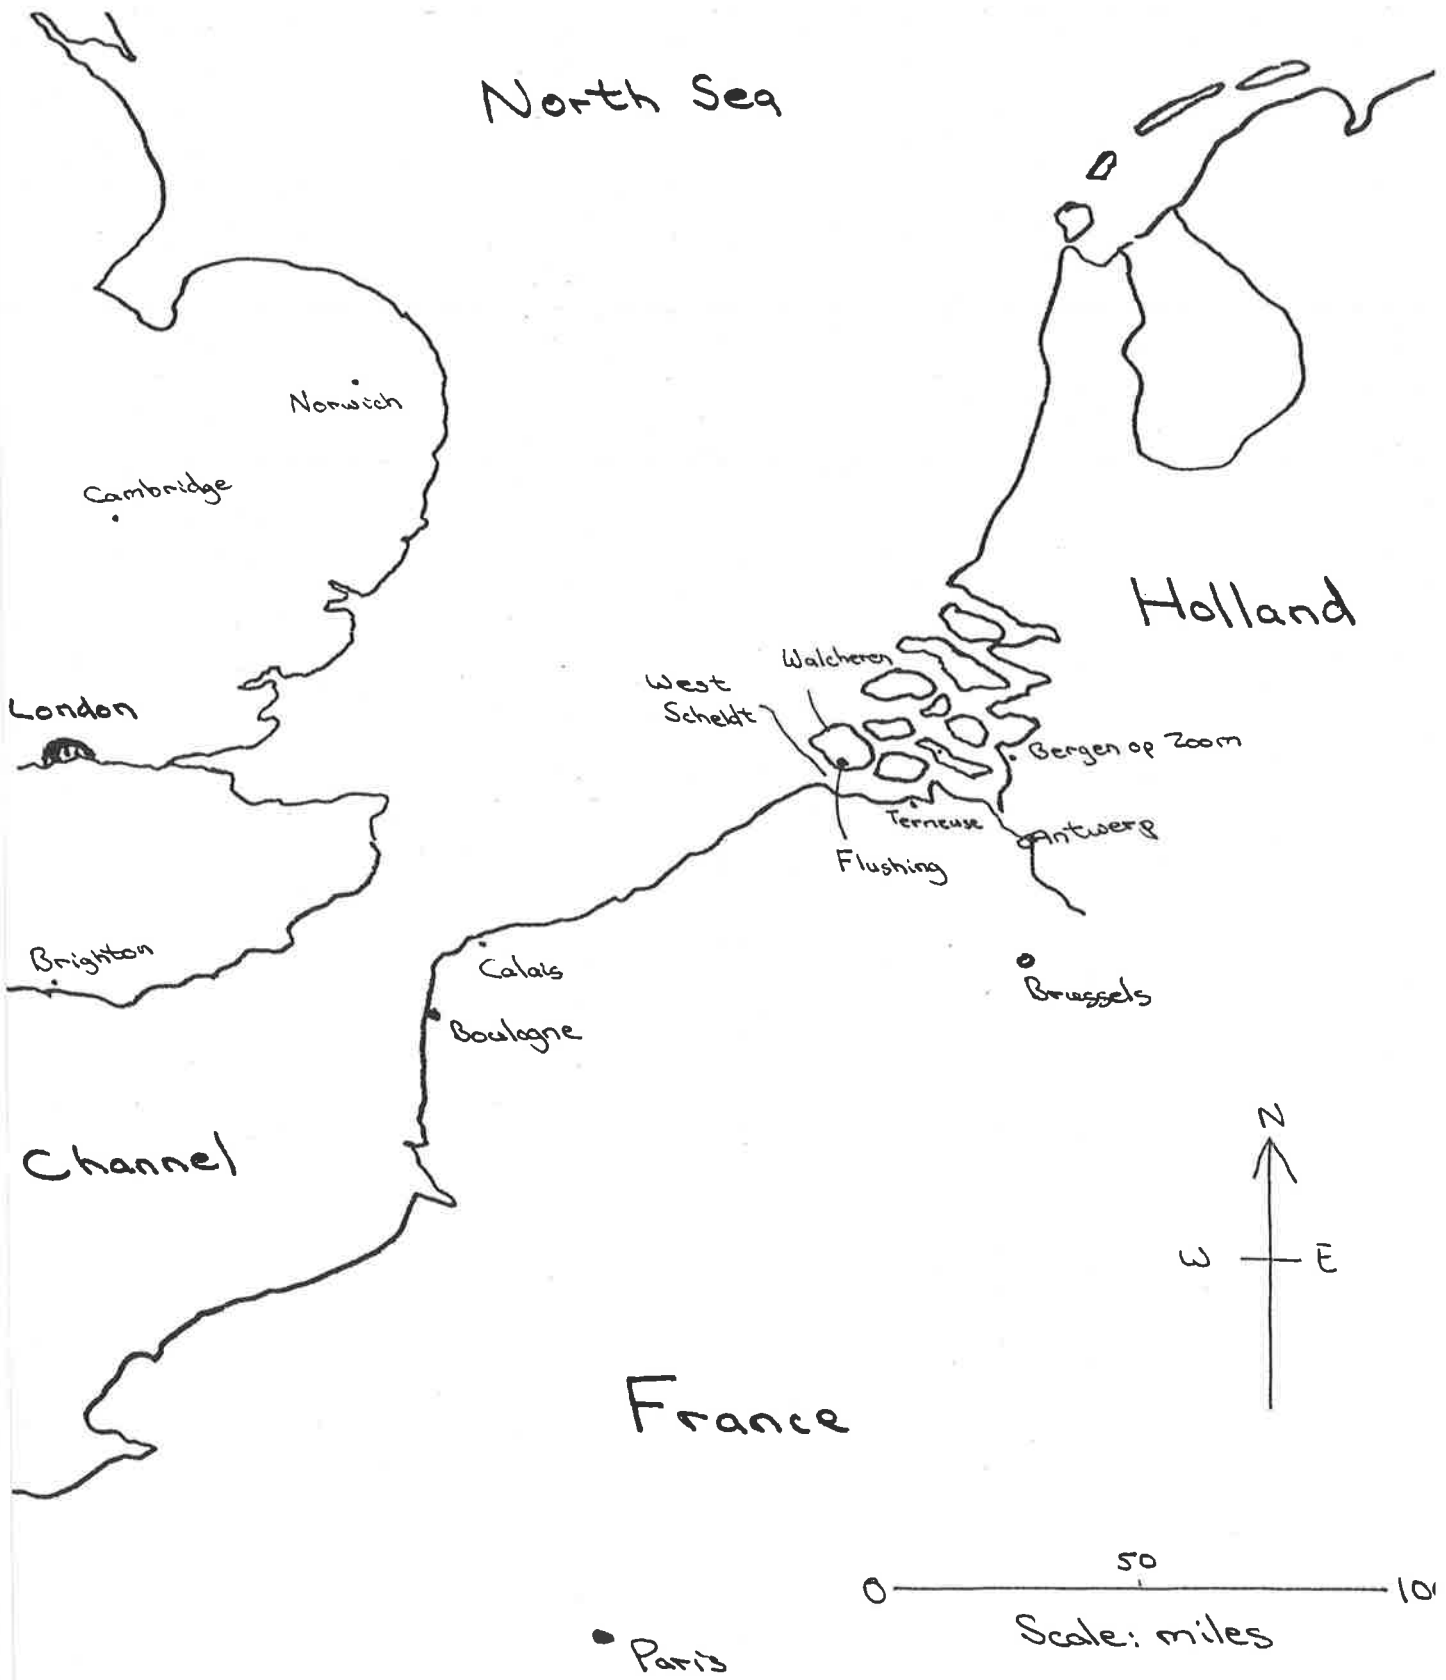 North Sea
Norwich
Cambridge
Holland
Walcheren
West
Scheldt
London
Bergen op Zoom
Terneuse
Antwerp
Flushing
Brighton
Calais
Brussels
Boulogne
N
Channel
W E
France
50
0 10
Scale: miles
Paris